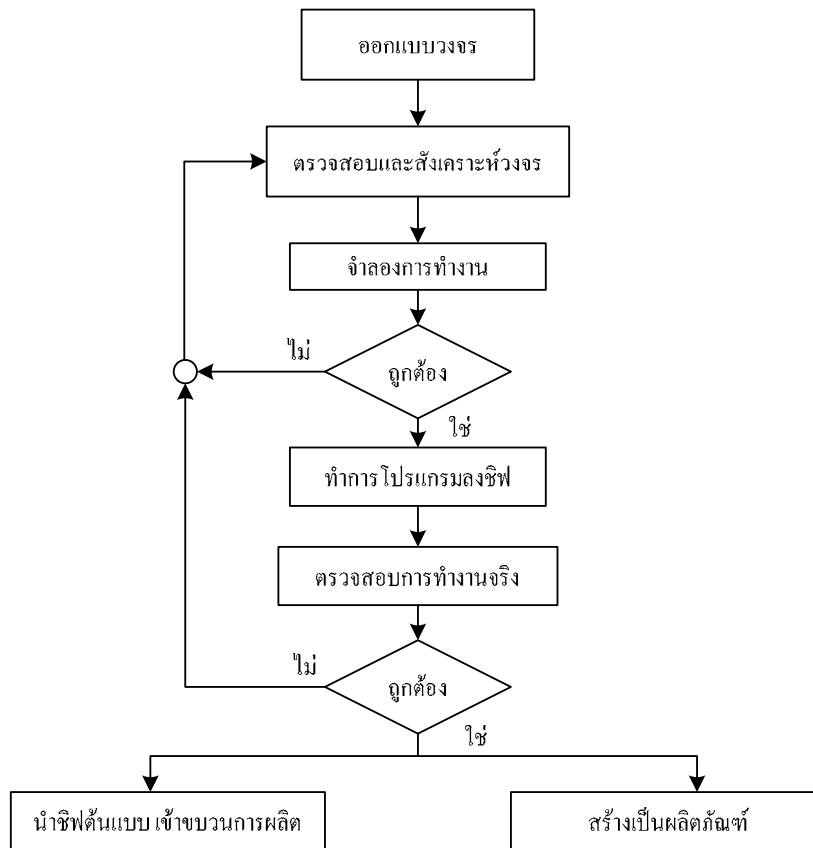 ออกแบบวงจร
ตรวจสอบและสังเคราะห์วงจร
จำลองการทำงาน
ไม่
ถูกต้อง
ใช่
ทำการโปรแกรมลงชิฟ
ตรวจสอบการทำงานจริง
ไม่
ถูกต้อง
ใช่
นำชิฟต้นแบบ เข้าขบวนการผลิต
สร้างเป็นผลิตภัณฑ์